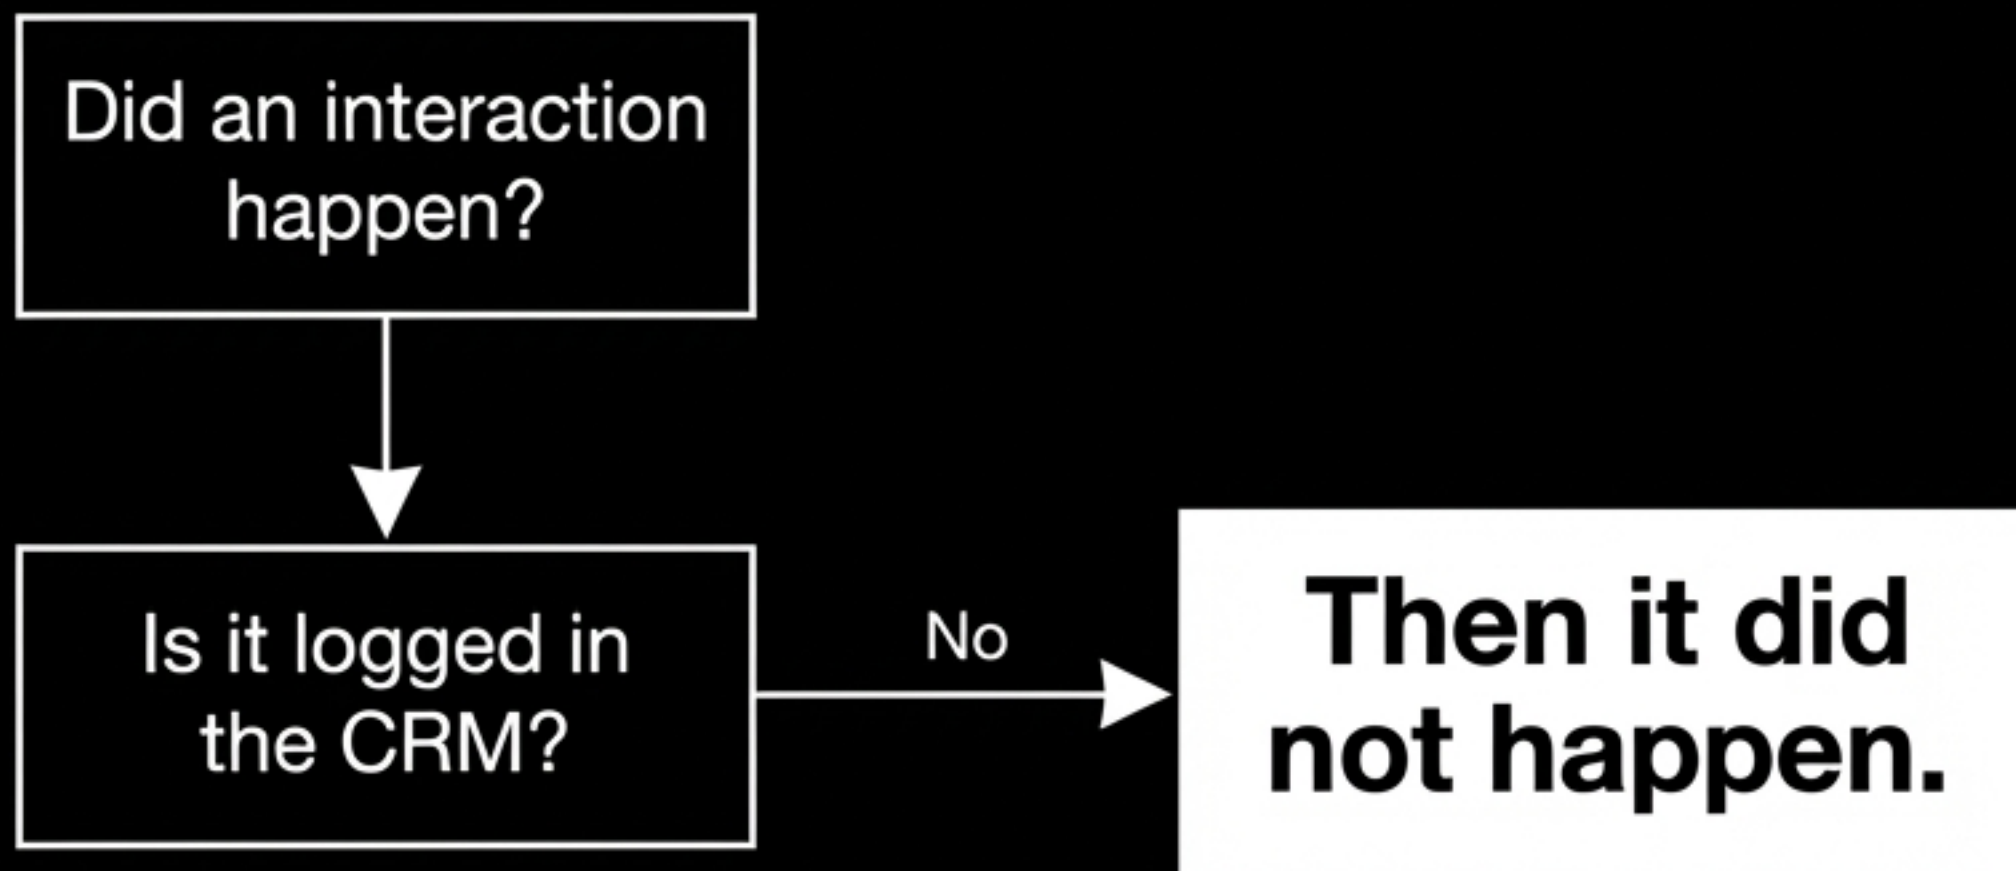 Did an interaction
happen?
Is it logged in
the CRM?
No
Then it did
not happen.